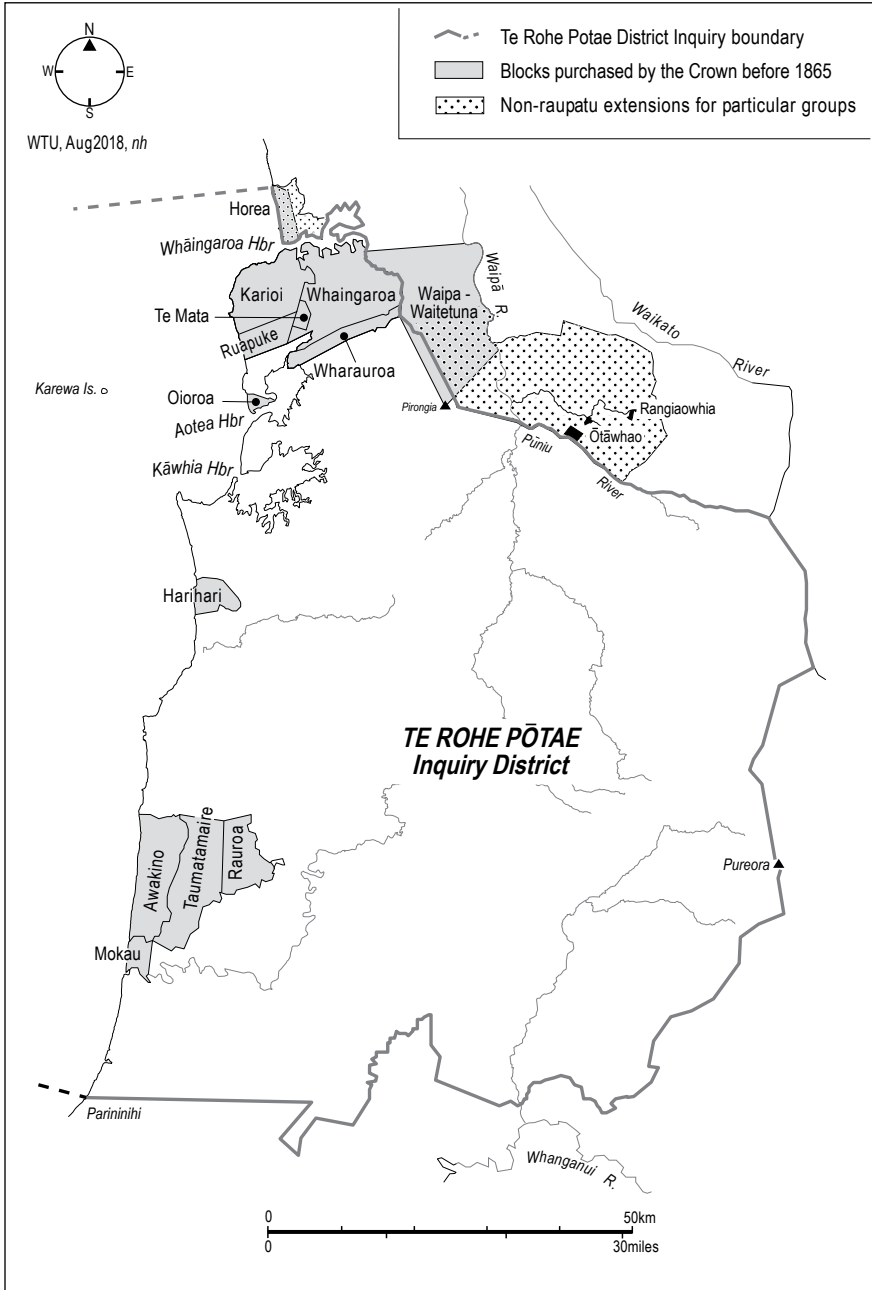 N
W
E
S
WTU, Aug2018, nh
Te Rohe Potae District Inquiry boundary
Blocks purchased by the Crown before 1865
Non-raupatu extensions for particular groups
Horea
Whāingaroa Hbr
Karioi
Whaingaroa
Waipa -
Waitetuna
Waipā R.
Te Mata
Ruapuke
Waikato
River
Wharauroa
Karewa Is.
Oioroa
Pirongia
Rangiaowhia
Aotea Hbr
Ōtāwhao
Pūniu
River
Kāwhia Hbr
Harihari
TE ROHE PŌTAE
Inquiry District
Awakino
Taumatamaire
Rauroa
Pureora
Mokau
Parininihi
Whanganui R.
0
50km
0
30miles